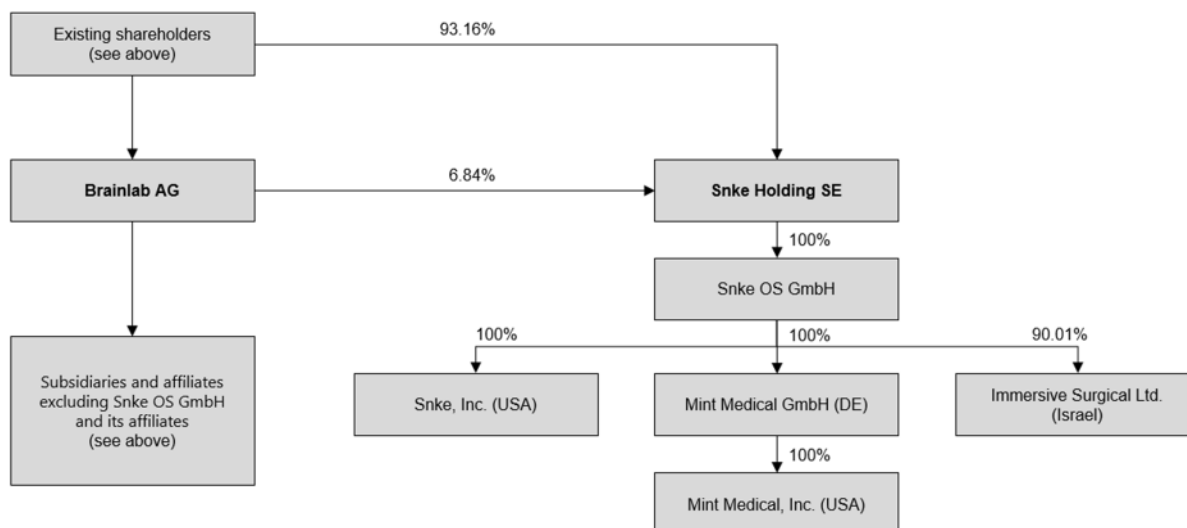 Existing shareholders
(see above)
93.16%
Brainlab AG
6.84%
Snke Holding SE
100%
Snke OS GmbH
100%
100%
90.01%
Subsidiaries and affiliates
excluding Snke OS GmbH
and its affiliates
(see above)
Snke, Inc. (USA)
Mint Medical GmbH (DE)
Immersive Surgical Ltd.
(Israel)
100%
Mint Medical, Inc. (USA)